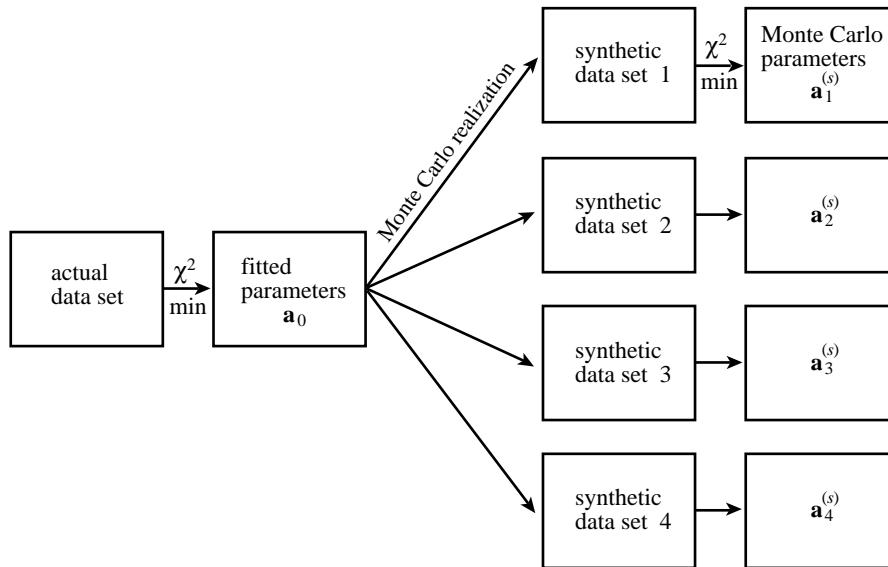 actual
data set
χ²
min
fitted
parameters
a₀
Monte Carlo realization
synthetic
data set 1
χ²
min
Monte Carlo
parameters
a₁⁽ˢ⁾
synthetic
data set 2
a₂⁽ˢ⁾
synthetic
data set 3
a₃⁽ˢ⁾
synthetic
data set 4
a₄⁽ˢ⁾